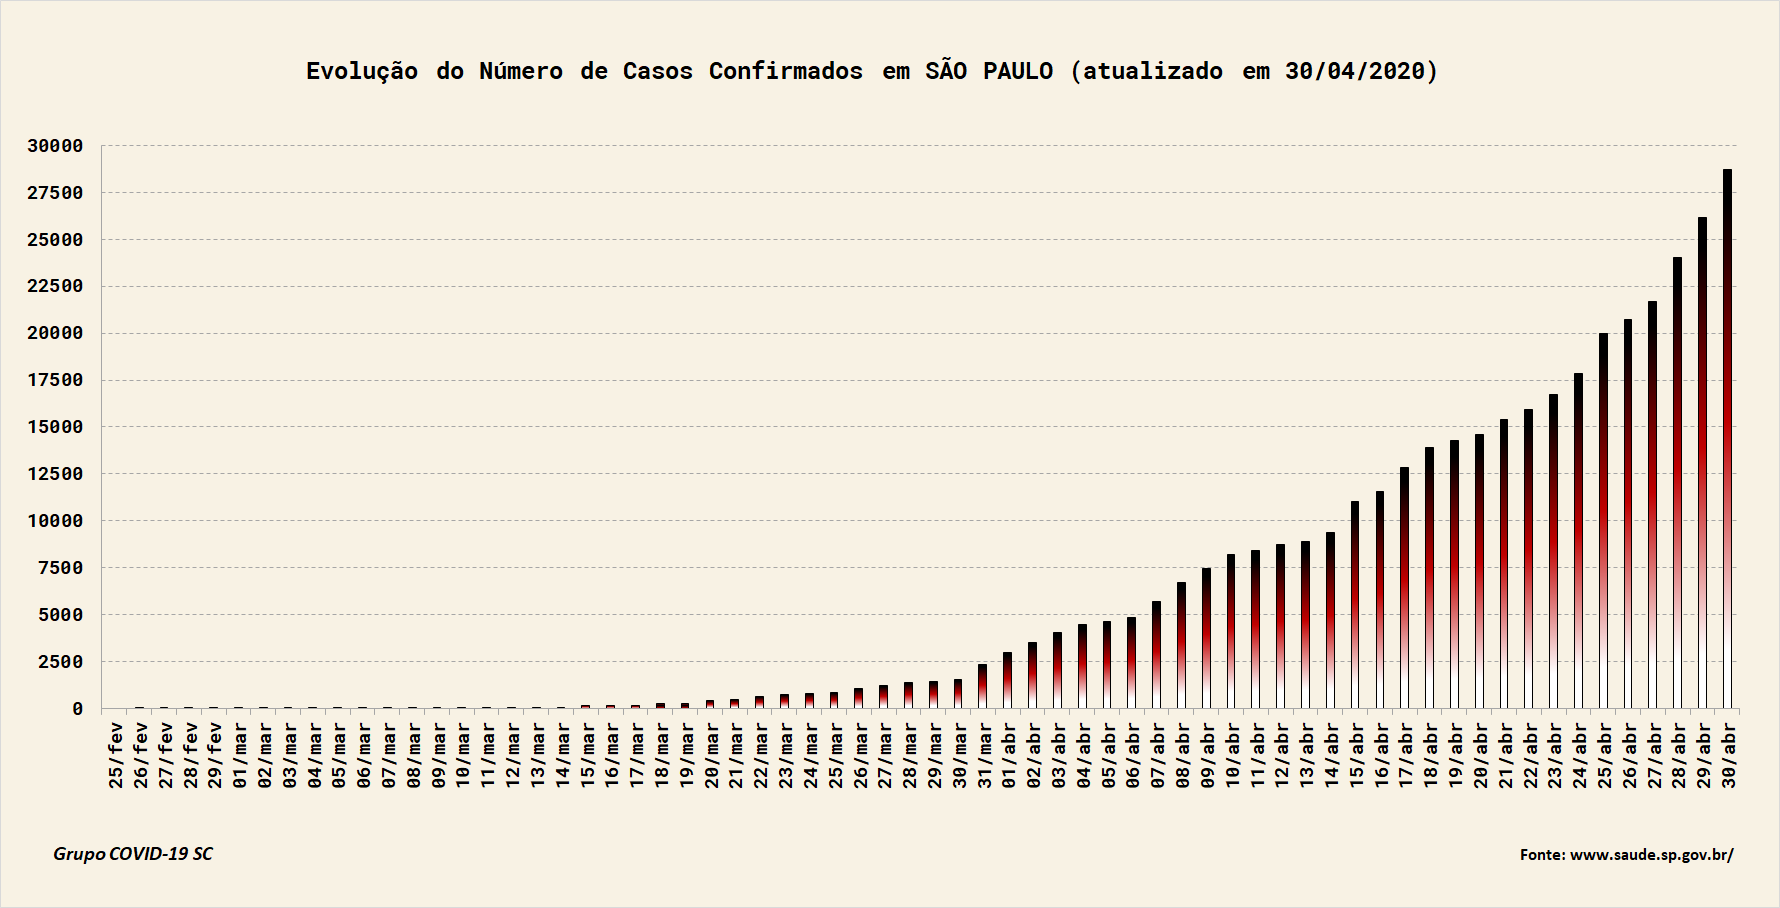 Evolução do Número de Casos Confirmados em SÃO PAULO (atualizado em 30/04/2020)
30000
27500
25000
22500
20000
17500
15000
12500
10000
7500
5000
2500
0
25/fev
26/fev
27/fev
28/fev
29/fev
01/mar
02/mar
03/mar
04/mar
05/mar
06/mar
07/mar
08/mar
09/mar
10/mar
11/mar
12/mar
13/mar
14/mar
15/mar
16/mar
17/mar
18/mar
19/mar
20/mar
21/mar
22/mar
23/mar
24/mar
25/mar
26/mar
27/mar
28/mar
29/mar
30/mar
31/mar
01/abr
02/abr
03/abr
04/abr
05/abr
06/abr
07/abr
08/abr
09/abr
10/abr
11/abr
12/abr
13/abr
14/abr
15/abr
16/abr
17/abr
18/abr
19/abr
20/abr
21/abr
22/abr
23/abr
24/abr
25/abr
26/abr
27/abr
28/abr
29/abr
30/abr
Grupo COVID-19 SC
Fonte: www.saude.sp.gov.br/